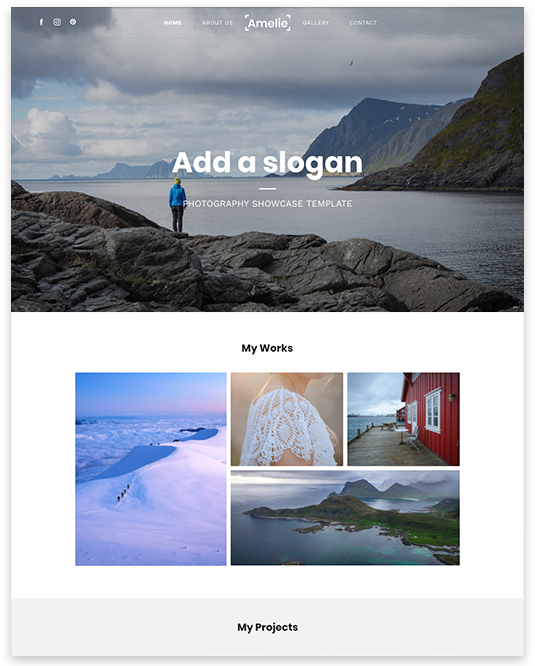 HOME ABOUT US Amelie GALLERY CONTACT
Add a slogan
PHOTOGRAPHY SHOWCASE TEMPLATE
My Works
My Projects